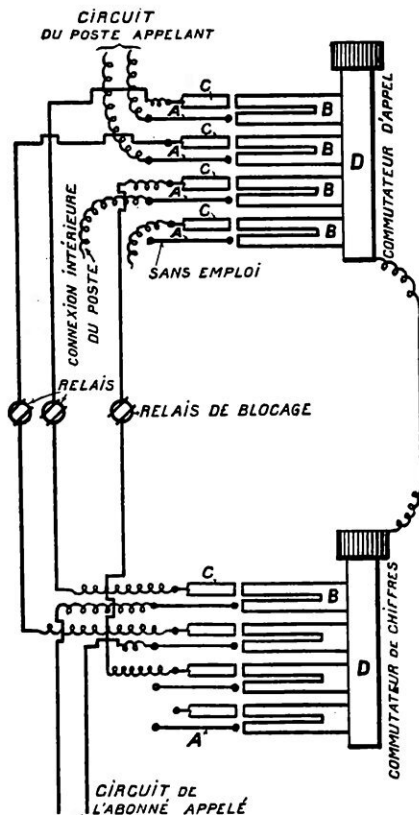 CIRCUIT
DU POSTE APPELANT
C
A
B
C
A
B
C
A
B
C
A
B
D
COMMUTATEUR D'APPEL
CONNEXION INTÉRIEURE
DU POSTE
SANS EMPLOI
RELAIS
RELAIS DE BLOCAGE
C
B
D
A
COMMUTATEUR DE CHIFFRES
CIRCUIT DE
L'ABONNÉ APPELÉ